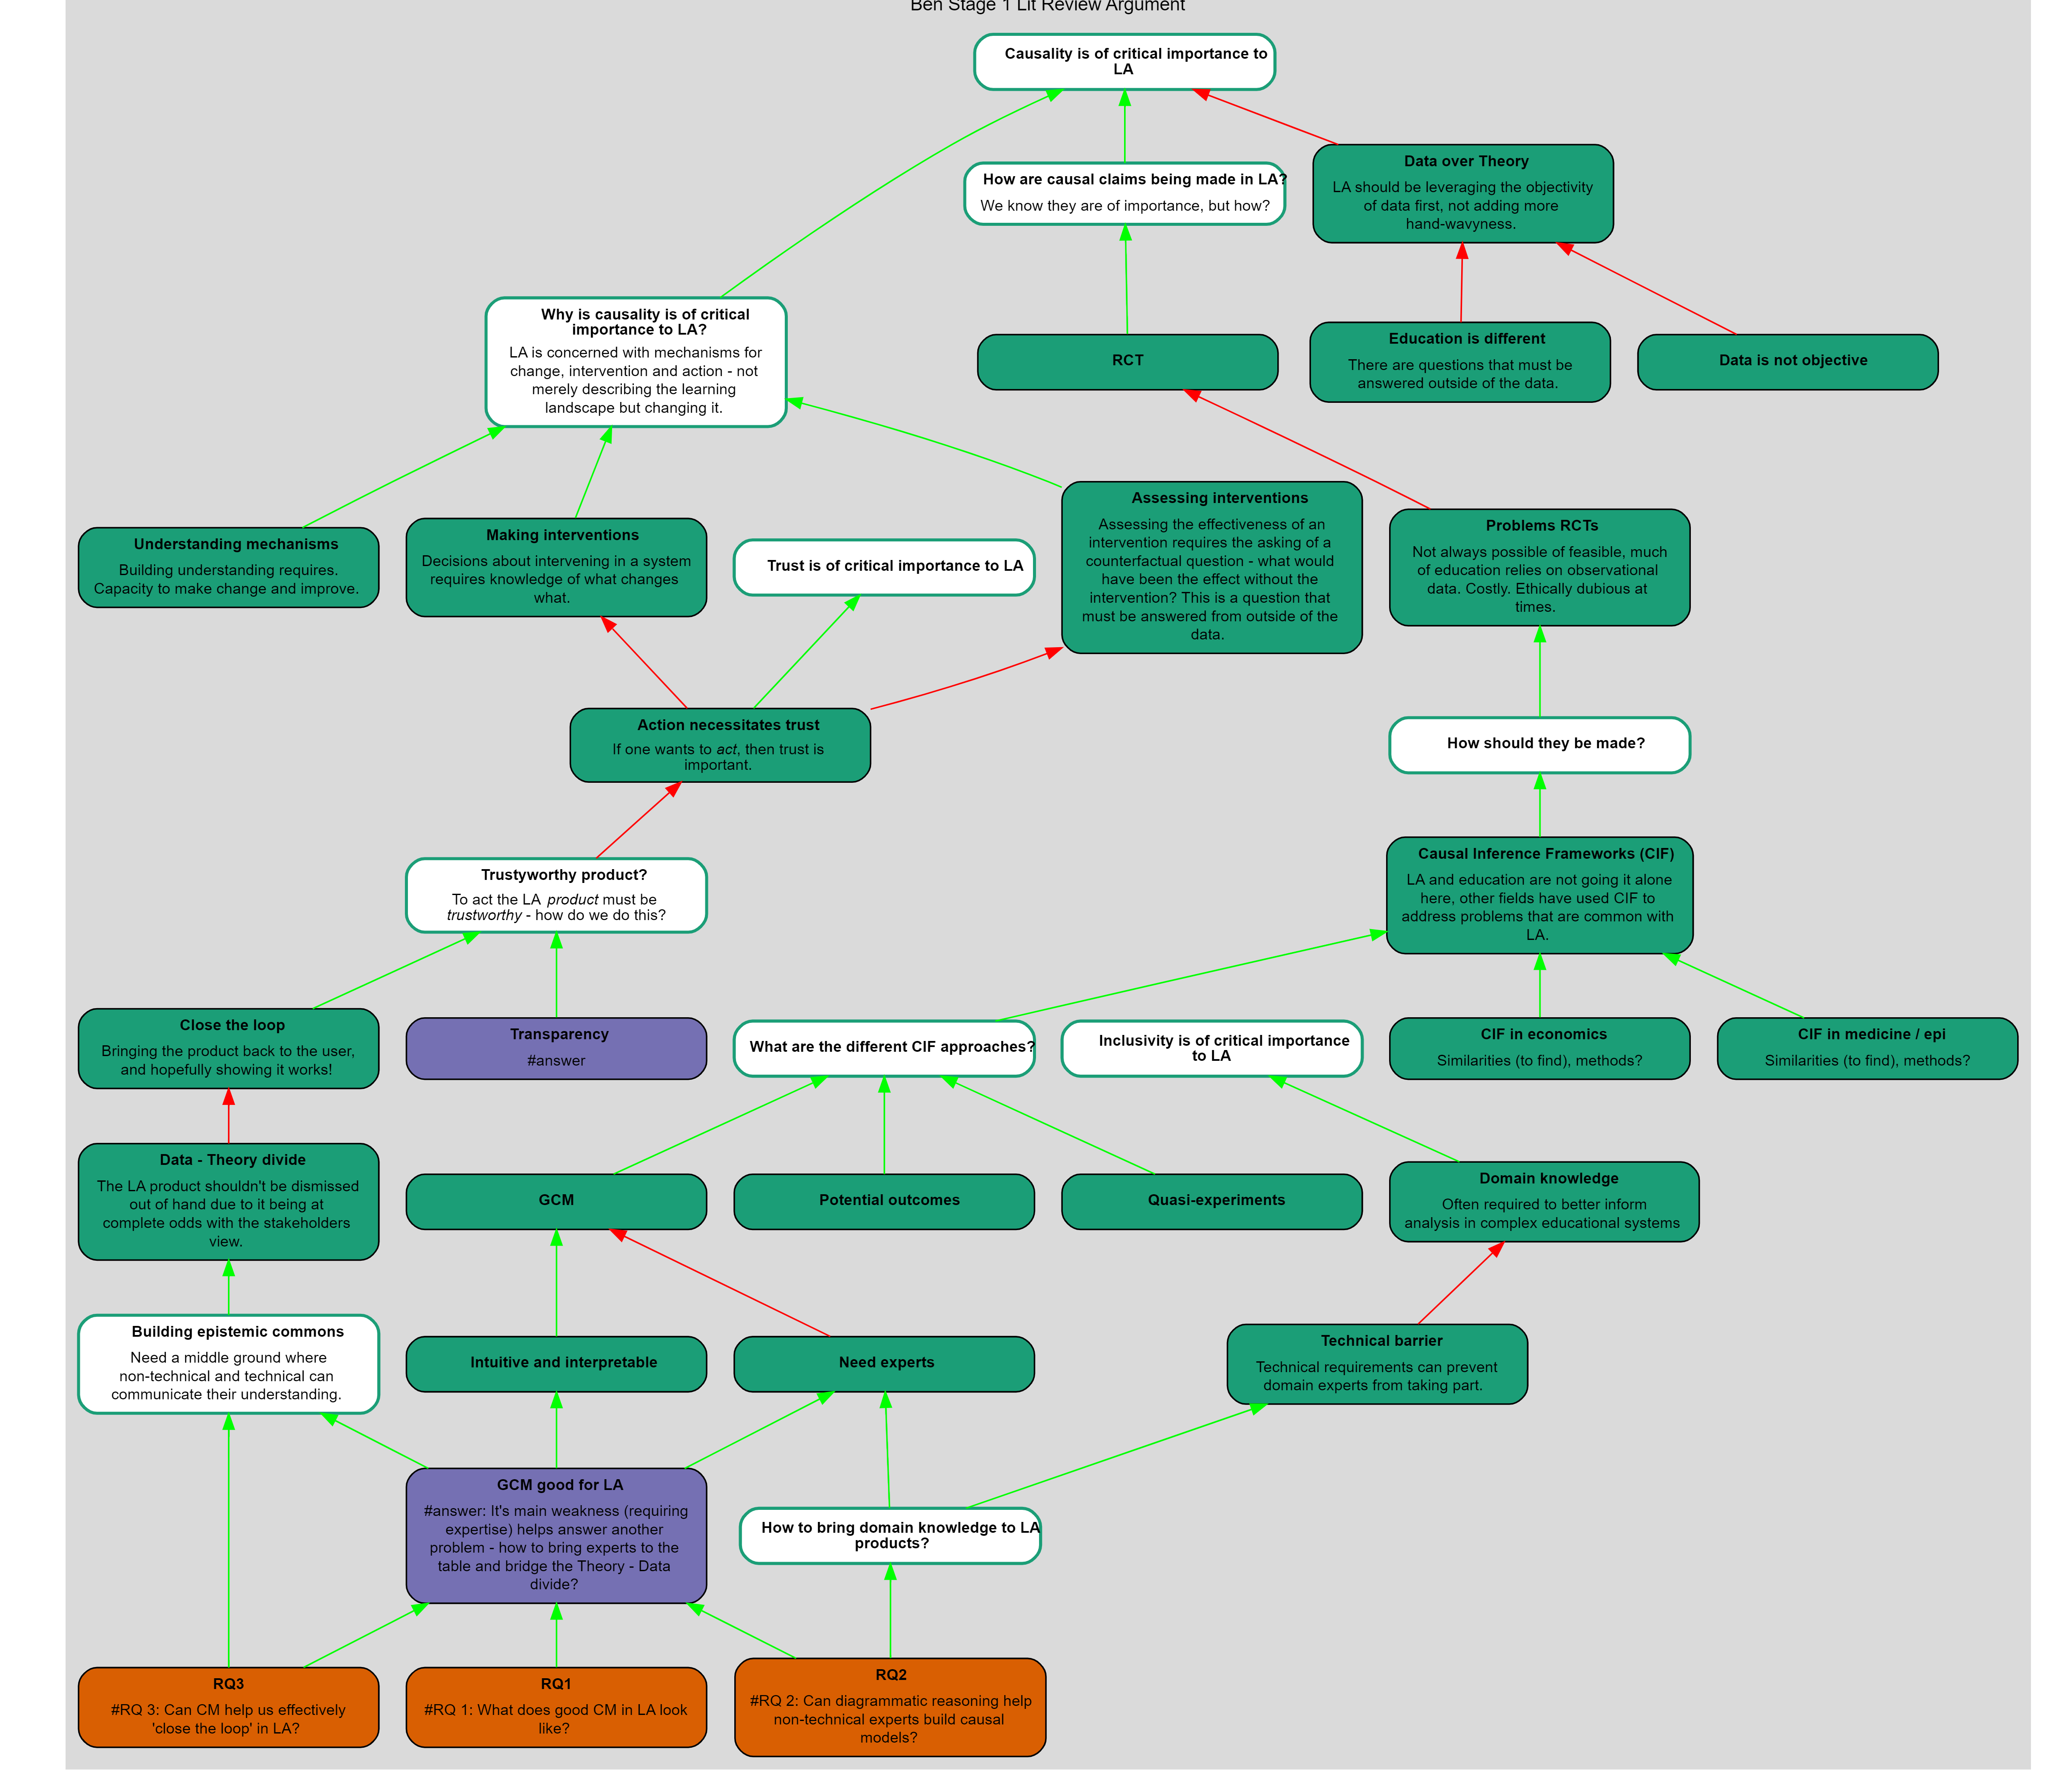 Ben Stage 1 Lit Review Argument
Causality is of critical importance to
LA
How are causal claims being made in LA?
We know they are of importance, but how?
Data over Theory
LA should be leveraging the objectivity
of data first, not adding more
hand-wavyness.
Why is causality is of critical
importance to LA?
LA is concerned with mechanisms for
change, intervention and action - not
merely describing the learning
landscape but changing it.
RCT
Education is different
There are questions that must be
answered outside of the data.
Data is not objective
Understanding mechanisms
Building understanding requires.
Capacity to make change and improve.
Making interventions
Decisions about intervening in a system
requires knowledge of what changes
what.
Trust is of critical importance to LA
Assessing interventions
Assessing the effectiveness of an
intervention requires the asking of a
counterfactual question - what would
have been the effect without the
intervention? This is a question that
must be answered from outside of the
data.
Problems RCTs
Not always possible of feasible, much
of education relies on observational
data. Costly. Ethically dubious at
times.
Action necessitates trust
If one wants to act, then trust is
important.
How should they be made?
Trustyworthy product?
To act the LA product must be
trustworthy - how do we do this?
Causal Inference Frameworks (CIF)
LA and education are not going it alone
here, other fields have used CIF to
address problems that are common with
LA.
Close the loop
Bringing the product back to the user,
and hopefully showing it works!
Transparency
#answer
What are the different CIF approaches?
Inclusivity is of critical importance
to LA
CIF in economics
Similarities (to find), methods?
CIF in medicine / epi
Similarities (to find), methods?
Data - Theory divide
The LA product shouldn't be dismissed
out of hand due to it being at
complete odds with the stakeholders
view.
GCM
Potential outcomes
Quasi-experiments
Domain knowledge
Often required to better inform
analysis in complex educational systems
Building epistemic commons
Need a middle ground where
non-technical and technical can
communicate their understanding.
Intuitive and interpretable
Need experts
Technical barrier
Technical requirements can prevent
domain experts from taking part.
GCM good for LA
#answer: It's main weakness (requiring
expertise) helps answer another
problem - how to bring experts to the
table and bridge the Theory - Data
divide?
How to bring domain knowledge to LA
products?
RQ3
#RQ 3: Can CM help us effectively
'close the loop' in LA?
RQ1
#RQ 1: What does good CM in LA look
like?
RQ2
#RQ 2: Can diagrammatic reasoning help
non-technical experts build causal
models?